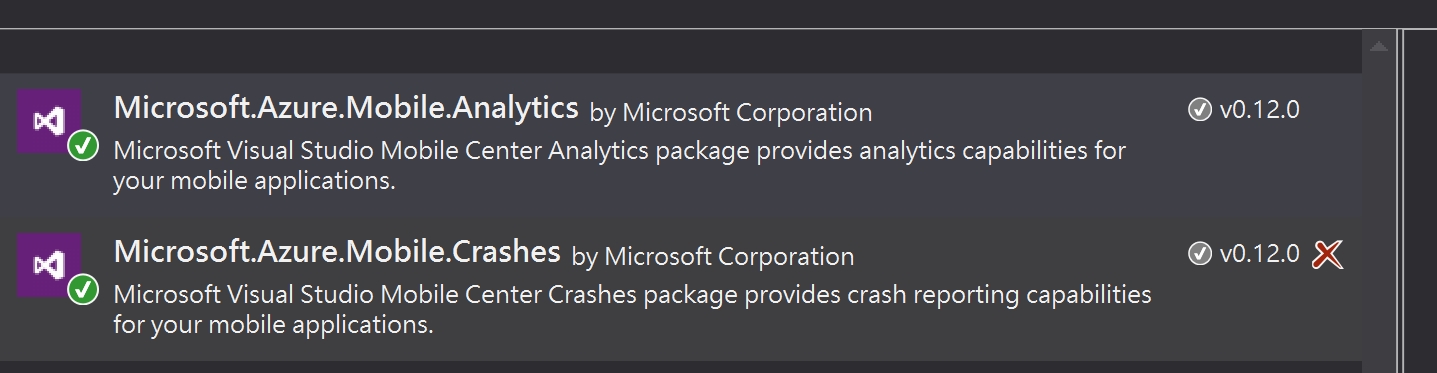 Microsoft.Azure.Mobile.Analytics by Microsoft Corporation v0.12.0
Microsoft Visual Studio Mobile Center Analytics package provides analytics capabilities for
your mobile applications.
Microsoft.Azure.Mobile.Crashes by Microsoft Corporation v0.12.0
Microsoft Visual Studio Mobile Center Crashes package provides crash reporting capabilities
for your mobile applications.